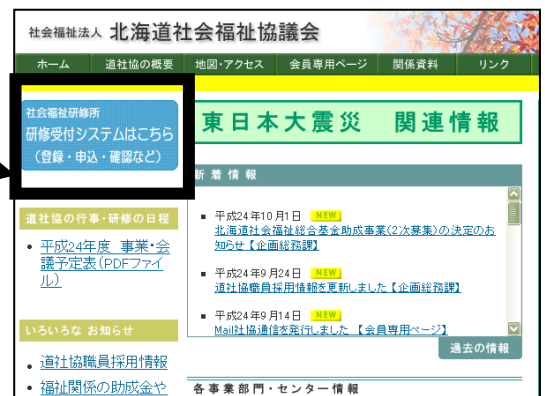 社会福祉法人 北海道社会福祉協議会
ホーム 道社協の概要 地図・アクセス 会員専用ページ 関係資料 リンク
社会福祉研修所
研修受付システムはこちら
(登録・申込・確認など)
東日本大震災 関連情報
新着情報
平成24年10月1日 NEW
北海道社会福祉総合基金助成事業(2次募集)の決定のお
知らせ【企画総務課】
平成24年9月24日 NEW
道社協職員採用情報を更新しました【企画総務課】
平成24年9月14日 NEW
Mail社協通信を発行しました 【会員専用ページ】
過去の情報
道社協の行事・研修の日程
平成24年度 事業・会
議予定表(PDFファイ
ル)
いろいろな お知らせ
道社協職員採用情報
福祉関係の助成金や
各事業部門・センター情報